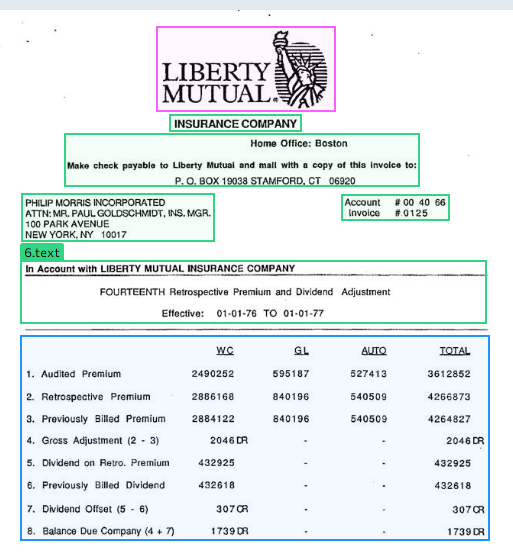 LIBERTY
MUTUAL®
INSURANCE COMPANY
Home Office: Boston
Make check payable to Liberty Mutual and mail with a copy of this invoice to:
P. O. BOX 19038 STAMFORD, CT 06920
PHILIP MORRIS INCORPORATED
ATTN: MR. PAUL GOLDSCHMIDT, INS. MGR.
100 PARK AVENUE
NEW YORK, NY 10017
Account # 00 40 66
Invoice # 0125
6.text
In Account with LIBERTY MUTUAL INSURANCE COMPANY
FOURTEENTH Retrospective Premium and Dividend Adjustment
Effective: 01-01-76 TO 01-01-77
WC GL AUTO TOTAL
1. Audited Premium 2490252 595187 527413 3612852
2. Retrospective Premium 2886168 840196 540509 4266873
3. Previously Billed Premium 2884122 840196 540509 4264827
4. Gross Adjustment (2 - 3) 2046 DR - - 2046 DR
5. Dividend on Retro. Premium 432925 - - 432925
6. Previously Billed Dividend 432618 - - 432618
7. Dividend Offset (5 - 6) 307 CR - - 307 CR
8. Balance Due Company (4 + 7) 1739 DR - - 1739 DR